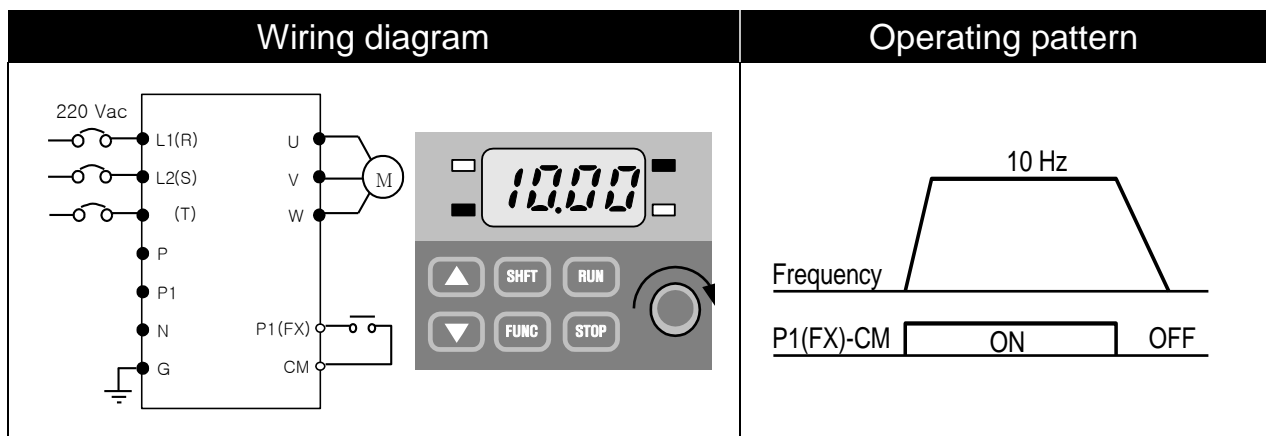 Wiring diagram
Operating pattern
220 Vac
L1(R)
U
L2(S)
V
M
(T)
W
P
P1
N
P1(FX)
G
CM
10.00
SHFT
RUN
FUNC
STOP
10 Hz
Frequency
P1(FX)-CM
ON
OFF